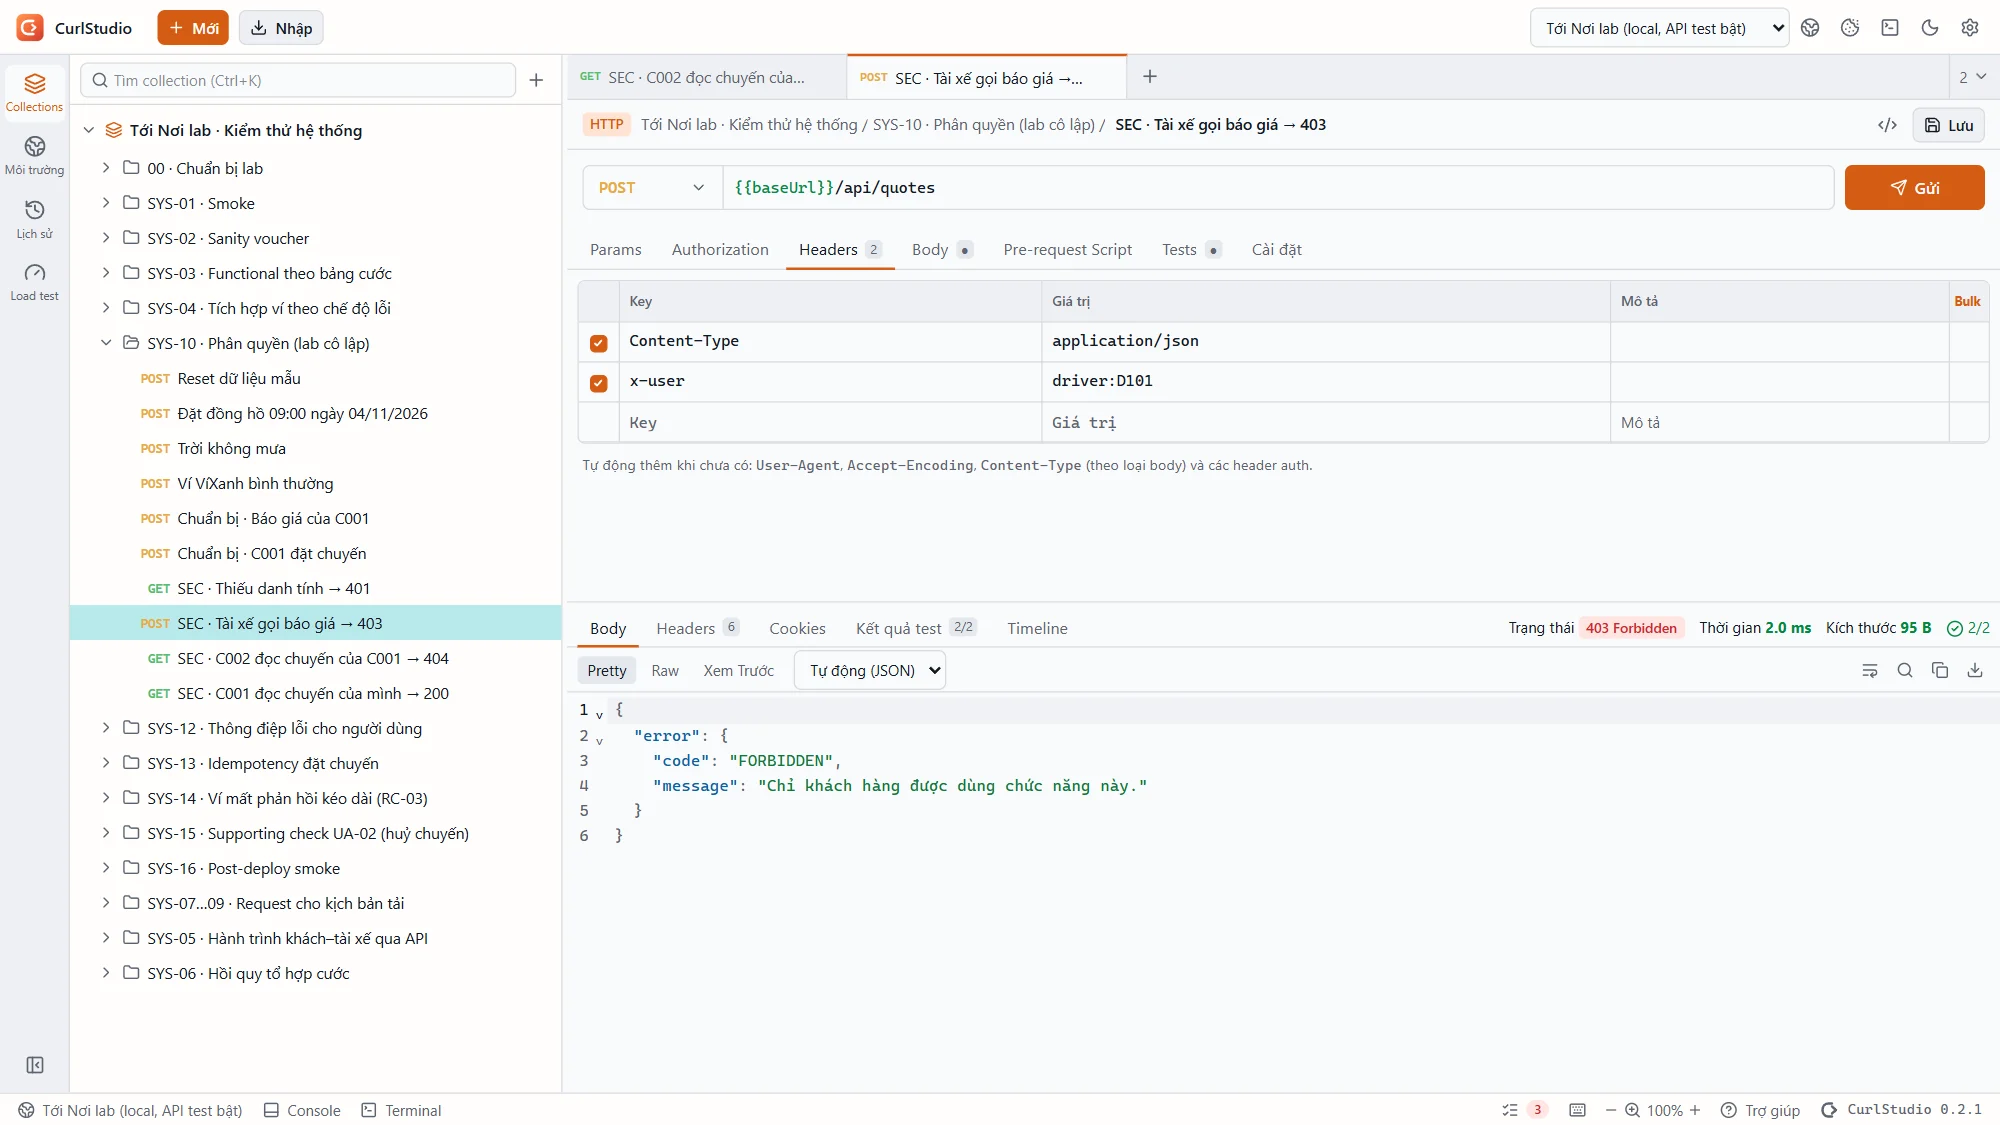 CurlStudio
Mới
Nhập
Tới Nơi lab (local, API test bật)
Collections
Môi trường
Lịch sử
Load test
Tìm collection (Ctrl+K)
Tới Nơi lab · Kiểm thử hệ thống
00 · Chuẩn bị lab
SYS-01 · Smoke
SYS-02 · Sanity voucher
SYS-03 · Functional theo bảng cước
SYS-04 · Tích hợp ví theo chế độ lỗi
SYS-10 · Phân quyền (lab cô lập)
POST Reset dữ liệu mẫu
POST Đặt đồng hồ 09:00 ngày 04/11/2026
POST Trời không mưa
POST Ví VíXanh bình thường
POST Chuẩn bị · Báo giá của C001
POST Chuẩn bị · C001 đặt chuyến
GET SEC · Thiếu danh tính → 401
POST SEC · Tài xế gọi báo giá → 403
GET SEC · C002 đọc chuyến của C001 → 404
GET SEC · C001 đọc chuyến của mình → 200
SYS-12 · Thông điệp lỗi cho người dùng
SYS-13 · Idempotency đặt chuyến
SYS-14 · Ví mất phản hồi kéo dài (RC-03)
SYS-15 · Supporting check UA-02 (huỷ chuyến)
SYS-16 · Post-deploy smoke
SYS-07...09 · Request cho kịch bản tải
SYS-05 · Hành trình khách–tài xế qua API
SYS-06 · Hồi quy tổ hợp cước
GET SEC · C002 đọc chuyến của...
POST SEC · Tài xế gọi báo giá →...
2
HTTP Tới Nơi lab · Kiểm thử hệ thống / SYS-10 · Phân quyền (lab cô lập) / SEC · Tài xế gọi báo giá → 403
</> Lưu
POST {{baseUrl}}/api/quotes
Gửi
Params Authorization Headers 2 Body Pre-request Script Tests Cài đặt
Key Giá trị Mô tả Bulk
Content-Type application/json
x-user driver:D101
Key Giá trị Mô tả
Tự động thêm khi chưa có: User-Agent, Accept-Encoding, Content-Type (theo loại body) và các header auth.
Body Headers 6 Cookies Kết quả test 2/2 Timeline
Trạng thái 403 Forbidden Thời gian 2.0 ms Kích thước 95 B 2/2
Pretty Raw Xem Trước Tự động (JSON)
1 {
2 "error": {
3 "code": "FORBIDDEN",
4 "message": "Chỉ khách hàng được dùng chức năng này."
5 }
6 }
Tới Nơi lab (local, API test bật) Console Terminal
3 100% Trợ giúp CurlStudio 0.2.1